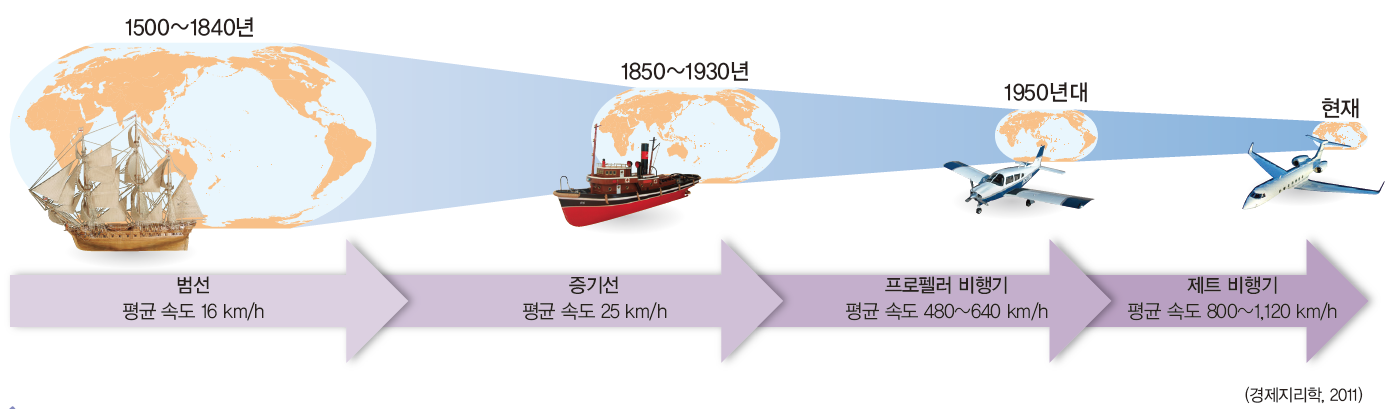 1500~1840년
1850~1930년
1950년대
현재
범선
평균 속도 16 km/h
증기선
평균 속도 25 km/h
프로펠러 비행기
평균 속도 480~640 km/h
제트 비행기
평균 속도 800~1,120 km/h
(경제지리학, 2011)